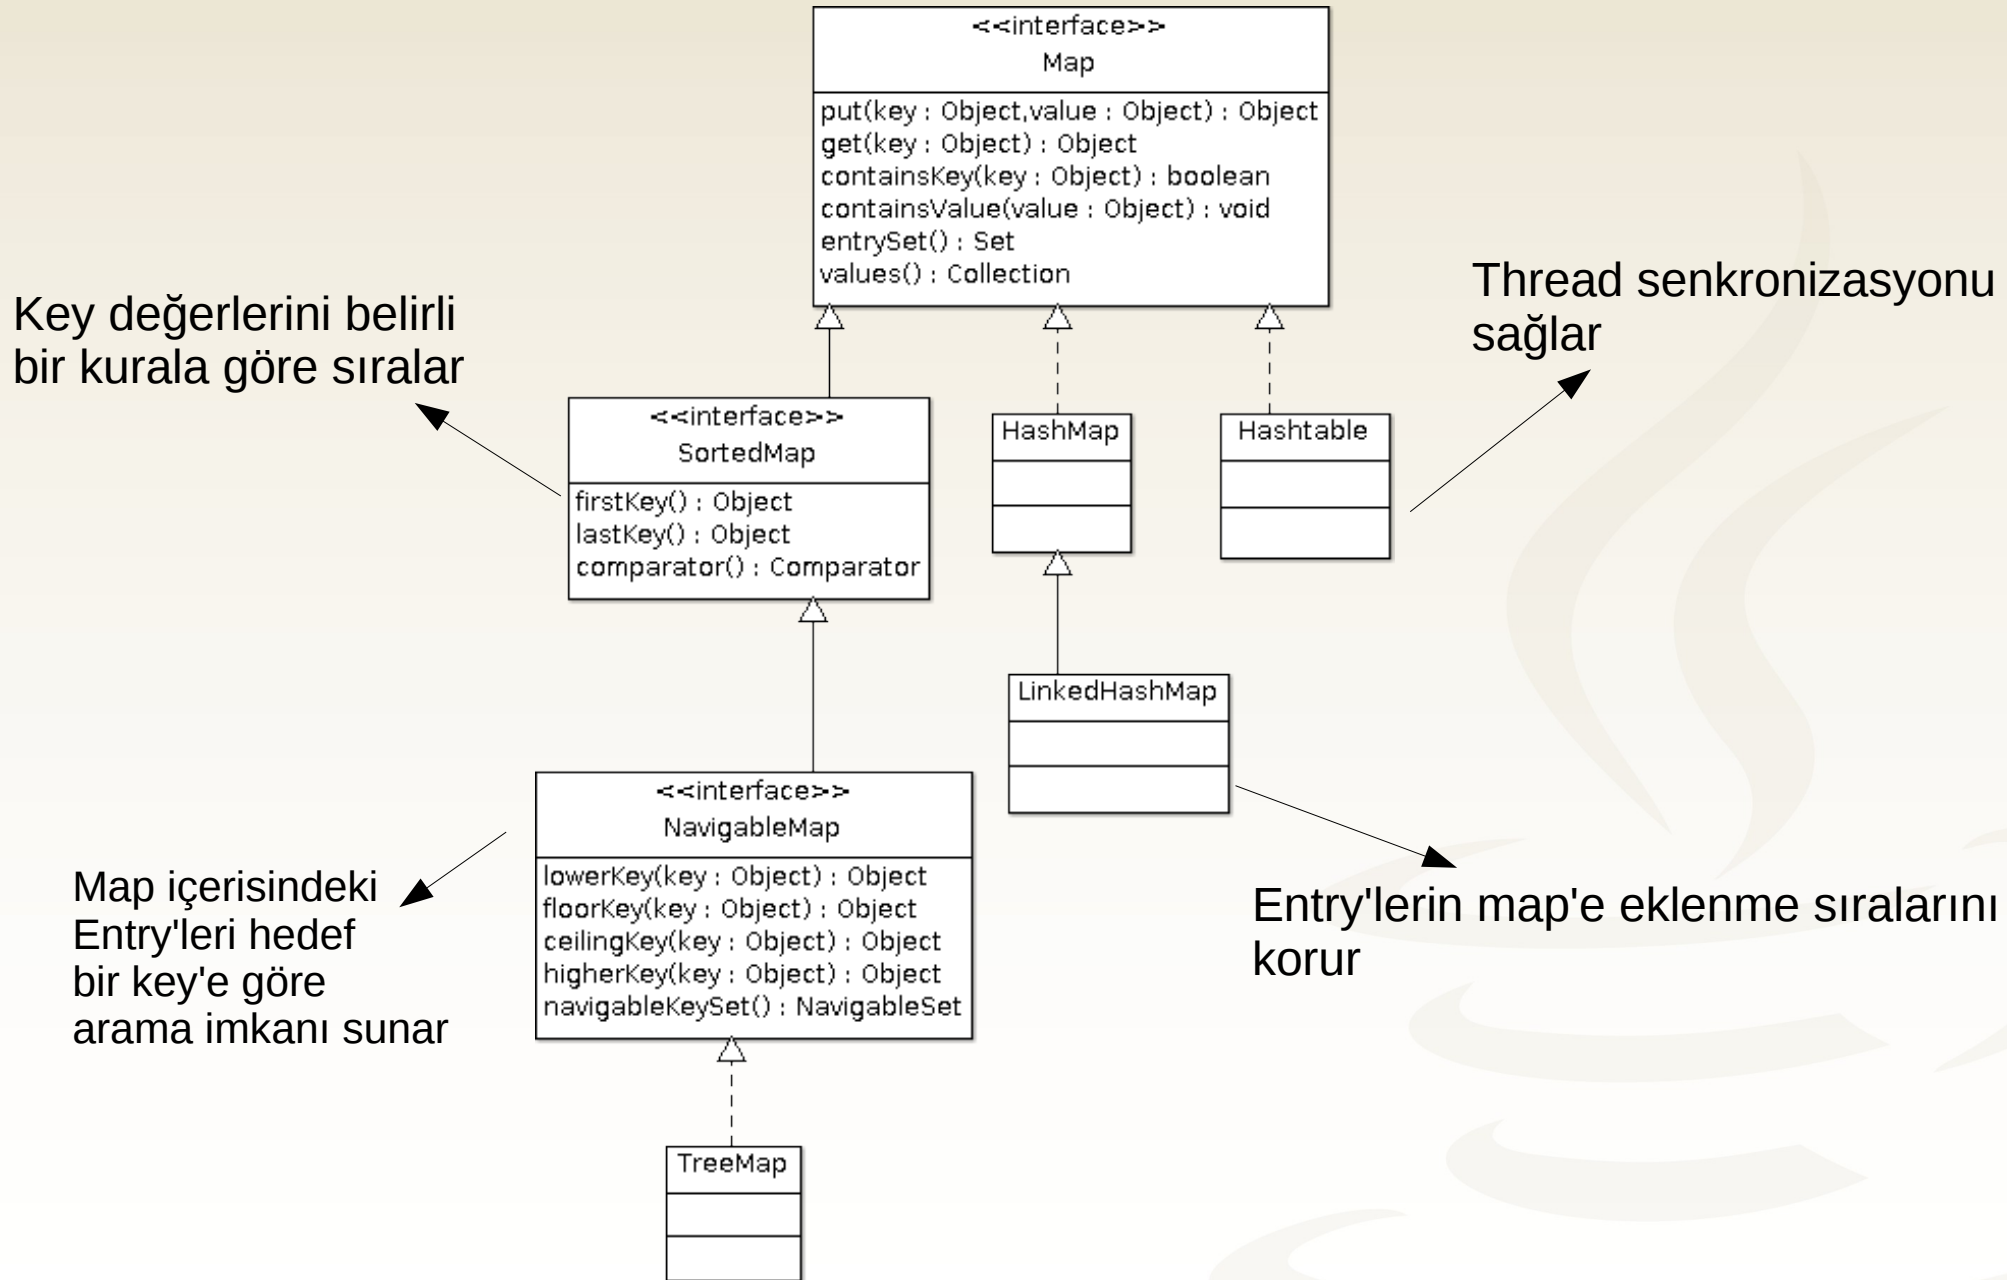 <<interface>>
Map
put(key : Object,value : Object) : Object
get(key : Object) : Object
containsKey(key : Object) : boolean
containsValue(value : Object) : void
entrySet() : Set
values() : Collection
Key değerlerini belirli
bir kurala göre sıralar
Thread senkronizasyonu
sağlar
<<interface>>
SortedMap
firstKey() : Object
lastKey() : Object
comparator() : Comparator
HashMap
Hashtable
LinkedHashMap
<<interface>>
NavigableMap
lowerKey(key : Object) : Object
floorKey(key : Object) : Object
ceilingKey(key : Object) : Object
higherKey(key : Object) : Object
navigableKeySet() : NavigableSet
Map içerisindeki
Entry'leri hedef
bir key'e göre
arama imkanı sunar
Entry'lerin map'e eklenme sıralarını
korur
TreeMap